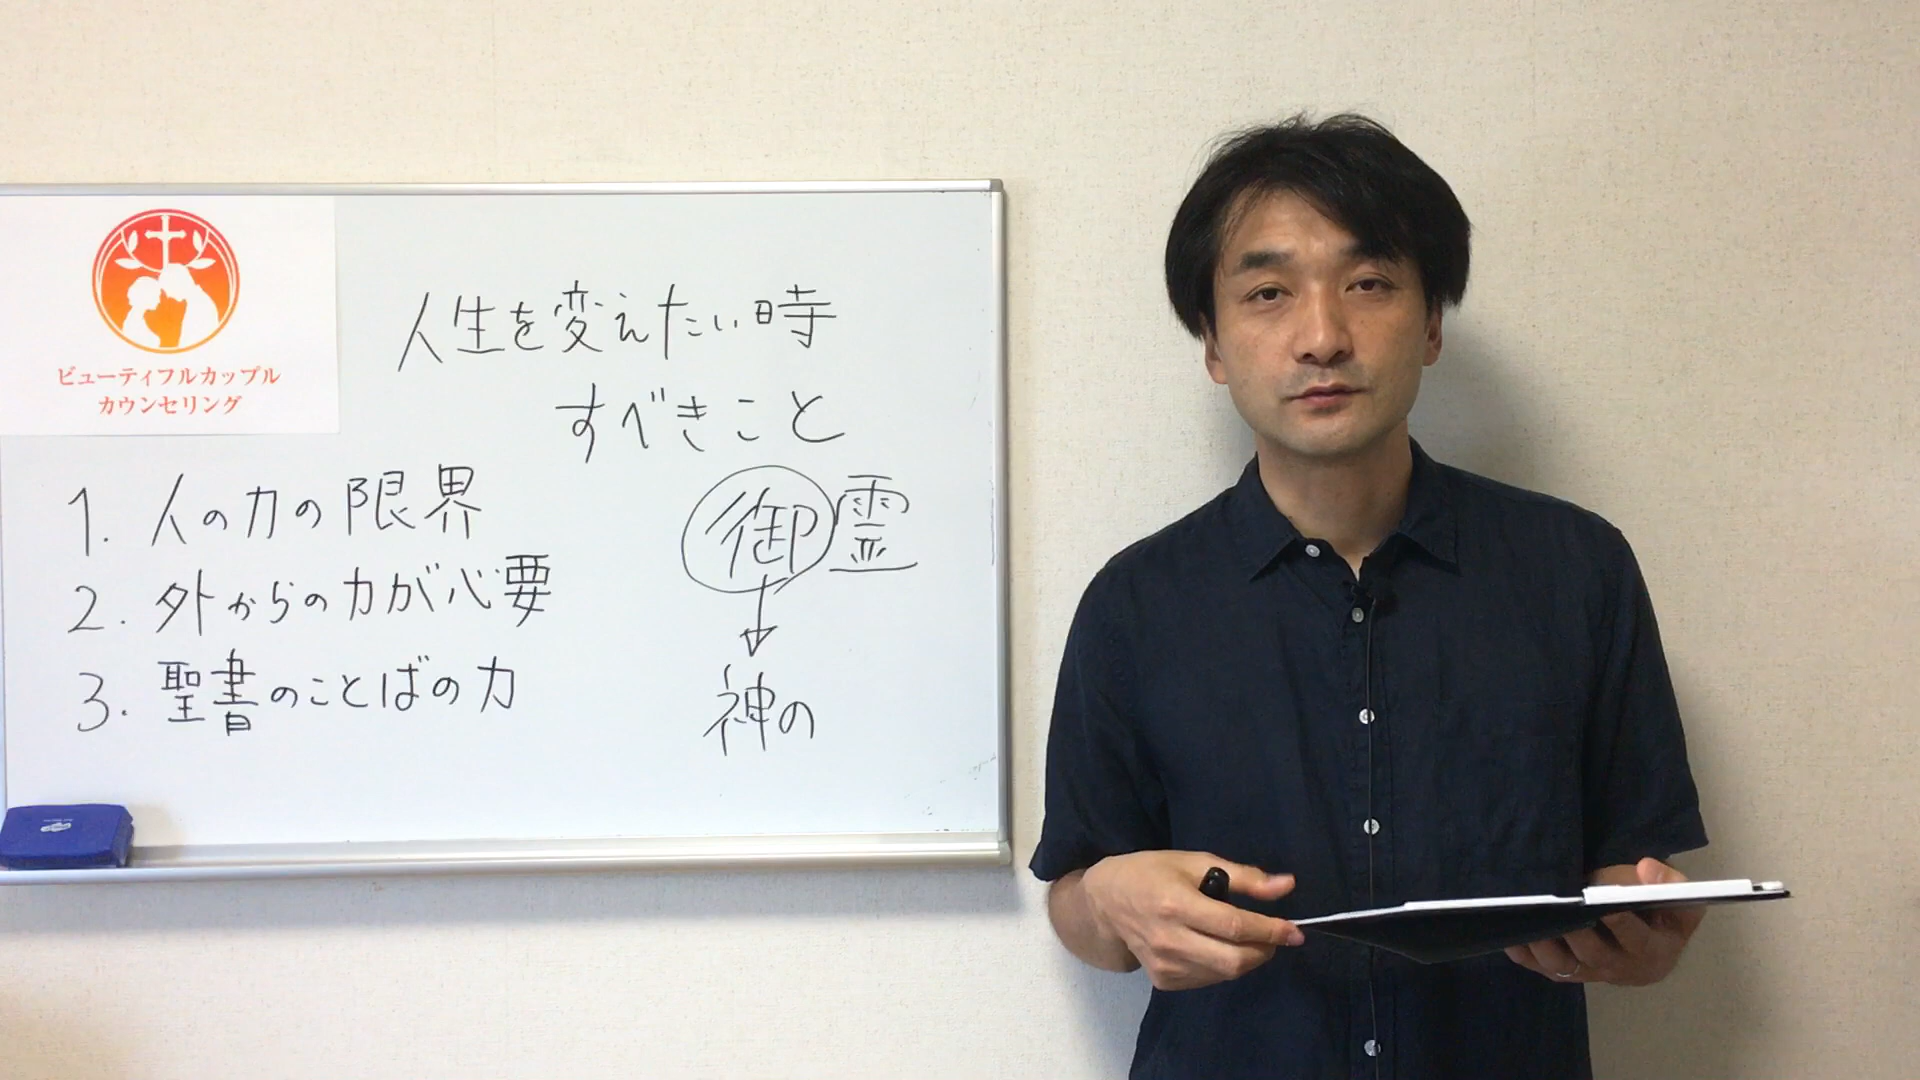 ビューティフルカップル
カウンセリング
人生を変えたい時
すべきこと
1. 人の力の限界
2. 外からの力が必要
3. 聖書のことばの力
御霊
↓
神の